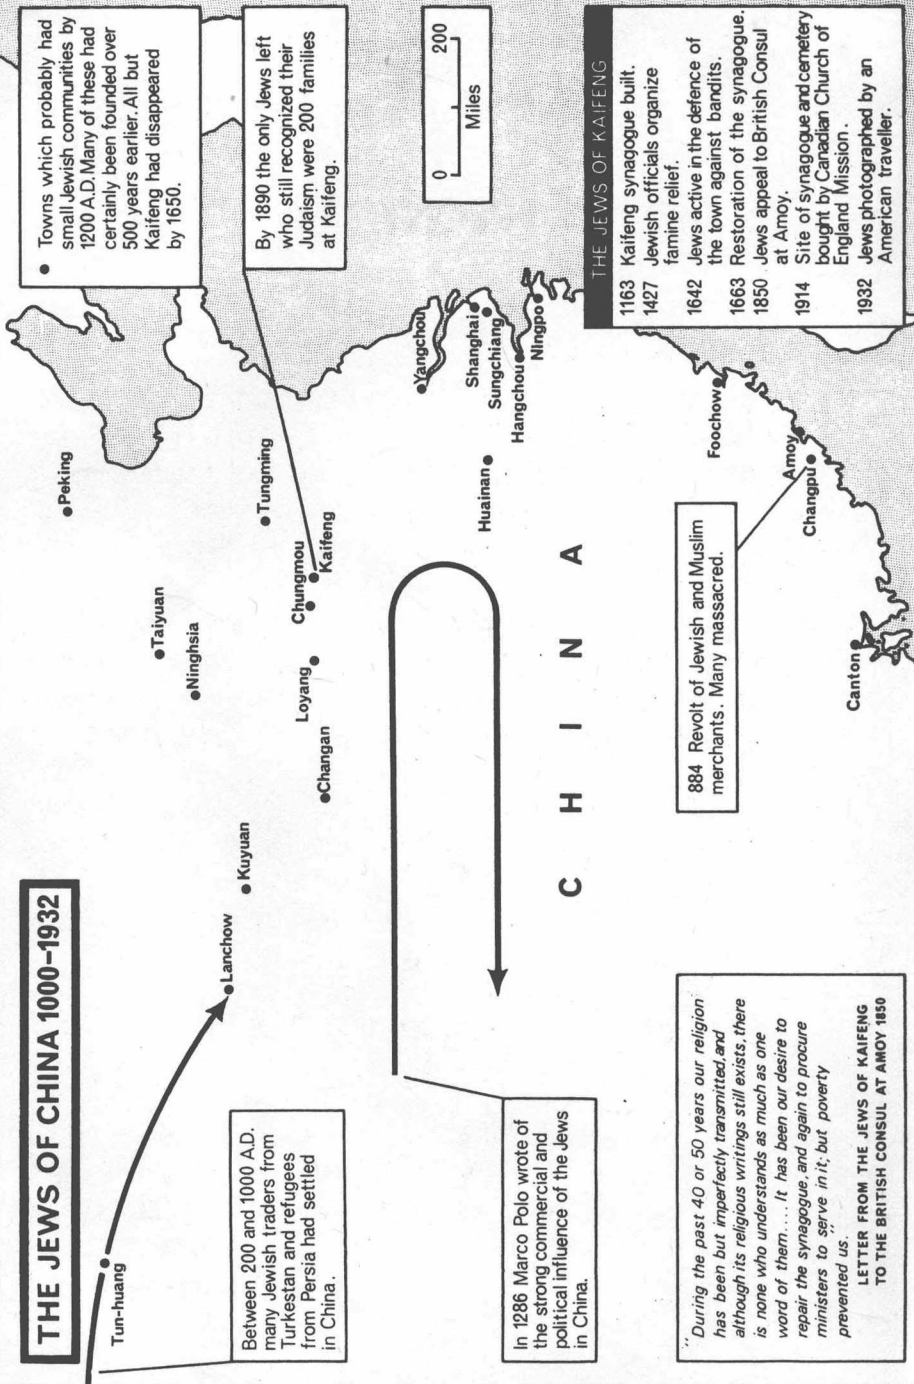 THE JEWS OF CHINA 1000–1932
Tun-huang
Between 200 and 1000 A.D.
many Jewish traders from
Turkestan and refugees
from Persia had settled
in China.
In 1286 Marco Polo wrote of
the strong commercial and
political influence of the Jews
in China.
"During the past 40 or 50 years our religion
has been but imperfectly transmitted, and
although its religious writings still exists, there
is none who understands as much as one
word of them..... It has been our desire to
repair the synagogue, and again to procure
ministers to serve in it; but poverty
prevented us."
LETTER FROM THE JEWS OF KAIFENG
TO THE BRITISH CONSUL AT AMOY 1850
Lanchow
Kuyuan
Changan
Ninghsia
Taiyuan
Loyang
Chungmou
Kaifeng
Tungming
Peking
CHINA
Huainan
Yangchou
Shanghai
Sungchiang
Hangchou
Ningpo
884 Revolt of Jewish and Muslim
merchants. Many massacred.
Canton
Changpu
Amoy
Foochow
• Towns which probably had
small Jewish communities by
1200 A.D. Many of these had
certainly been founded over
500 years earlier. All but
Kaifeng had disappeared
by 1650.
By 1890 the only Jews left
who still recognized their
Judaism were 200 families
at Kaifeng.
0 200
Miles
THE JEWS OF KAIFENG
1163 Kaifeng synagogue built.
1427 Jewish officials organize
famine relief.
1642 Jews active in the defence of
the town against bandits.
1663 Restoration of the synagogue.
1850 Jews appeal to British Consul
at Amoy.
1914 Site of synagogue and cemetery
bought by Canadian Church of
England Mission.
1932 Jews photographed by an
American traveller.